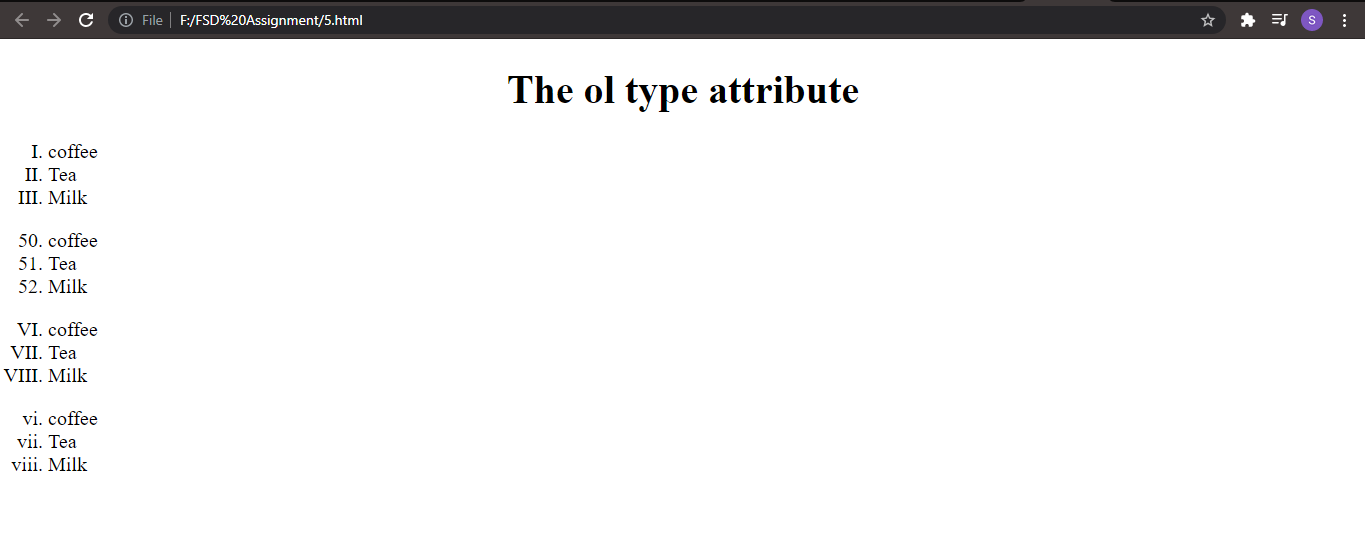 File F:/FSD%20Assignment/5.html S
The ol type attribute
I. coffee
II. Tea
III. Milk
50. coffee
51. Tea
52. Milk
VI. coffee
VII. Tea
VIII. Milk
vi. coffee
vii. Tea
viii. Milk